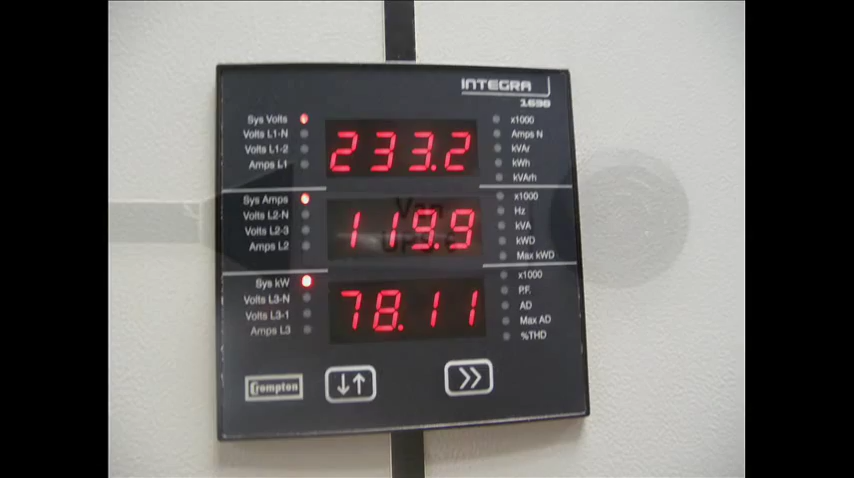 INTEGRA
1630
Sys Volts
Volts L1-N
Volts L1-2
Amps L1
233.2
x1000
Amps N
kVAr
kWh
kVArh
Sys Amps
Volts L2-N
Volts L2-3
Amps L2
119.9
Van
UPS
x1000
Hz
kVA
kWD
Max kWD
Sys kW
Volts L3-N
Volts L3-1
Amps L3
78.11
x1000
P.F.
AD
Max AD
%THD
Crompton